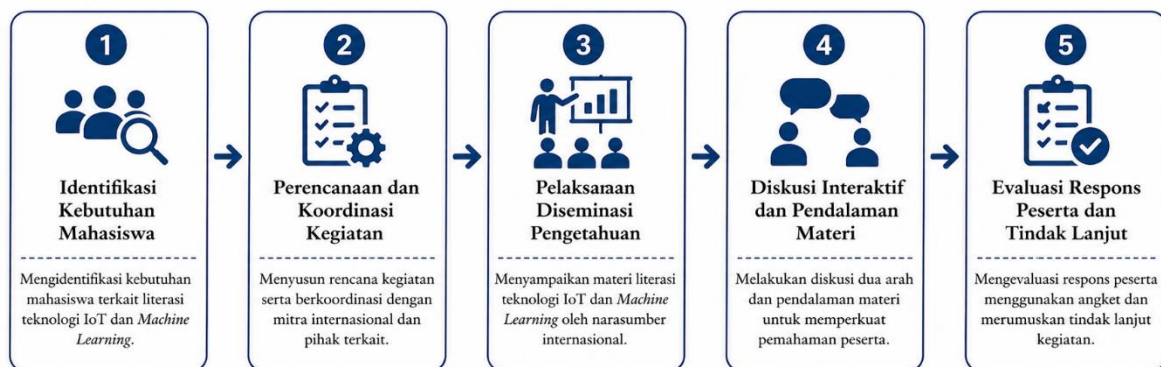 1
Identifikasi
Kebutuhan
Mahasiswa
Mengidentifikasi kebutuhan
mahasiswa terkait literasi
teknologi IoT dan Machine
Learning.
2
Perencanaan dan
Koordinasi
Kegiatan
Menyusun rencana kegiatan
serta berkoordinasi dengan
mitra internasional dan
pihak terkait.
3
Pelaksanaan
Diseminasi
Pengetahuan
Menyampaikan materi literasi
teknologi IoT dan Machine
Learning oleh narasumber
internasional.
4
Diskusi Interaktif
dan Pendalaman
Materi
Melakukan diskusi dua arah
dan pendalaman materi
untuk memperkuat
pemahaman peserta.
5
Evaluasi Respons
Peserta dan
Tindak Lanjut
Mengevaluasi respons peserta
menggunakan angket dan
merumuskan tindak lanjut
kegiatan.